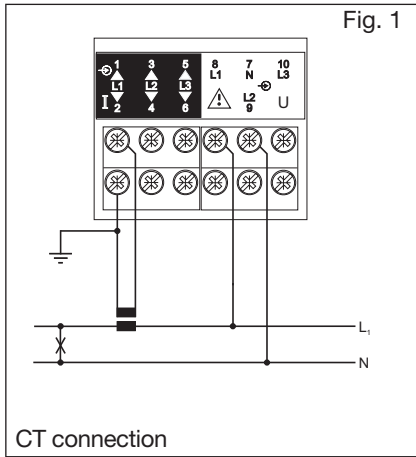 Fig. 1
1 3 5 8 7 10
L1 N L3
L1 L2 L3
I L2 U
2 4 6 9
L1
N
CT connection